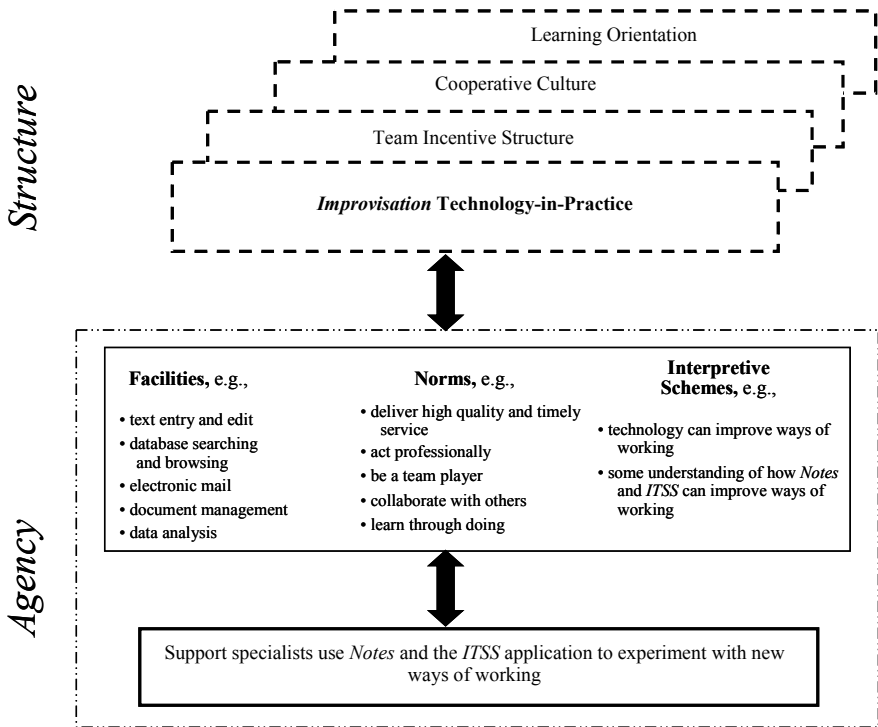 Structure
Learning Orientation
Cooperative Culture
Team Incentive Structure
Improvisation Technology-in-Practice
Agency
Facilities, e.g.,
• text entry and edit
• database searching
and browsing
• electronic mail
• document management
• data analysis
Norms, e.g.,
• deliver high quality and timely
service
• act professionally
• be a team player
• collaborate with others
• learn through doing
Interpretive
Schemes, e.g.,
• technology can improve ways of
working
• some understanding of how Notes
and ITSS can improve ways of
working
Support specialists use Notes and the ITSS application to experiment with new
ways of working